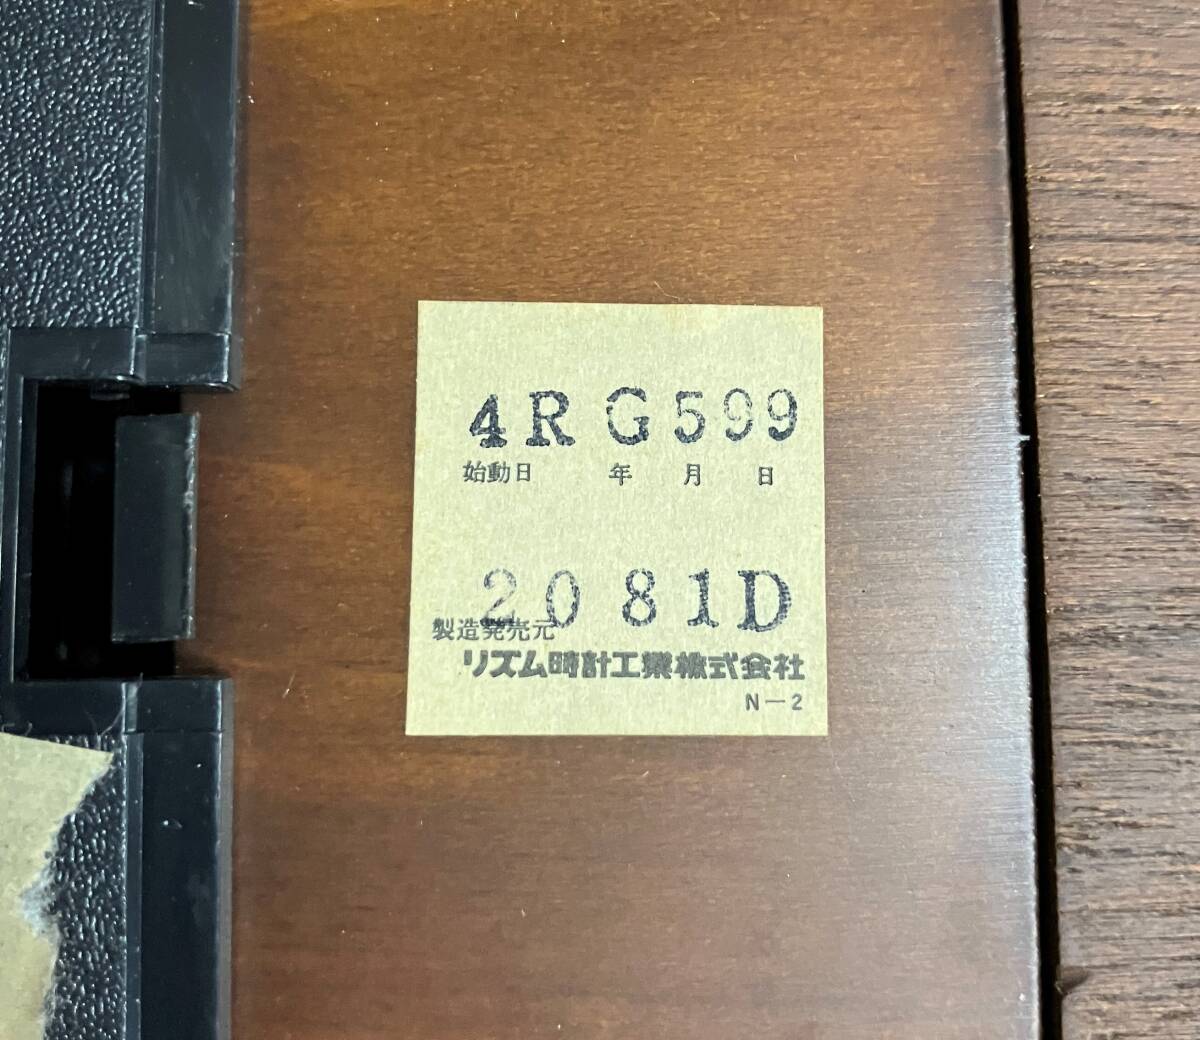 4RG599
始動日 年 月 日
2081D
製造発売元
リズム時計工業株式会社
N-2